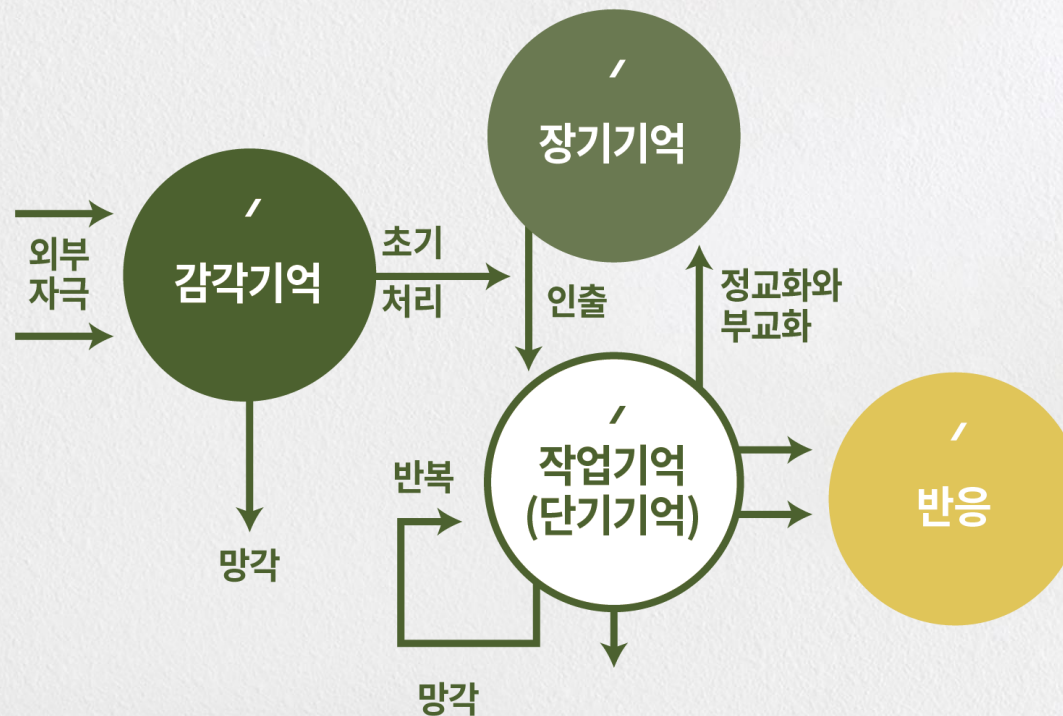 장기기억
감각기억
외부
자극
초기
처리
인출
정교화와
부교화
작업기억
(단기기억)
반복
반응
망각
망각